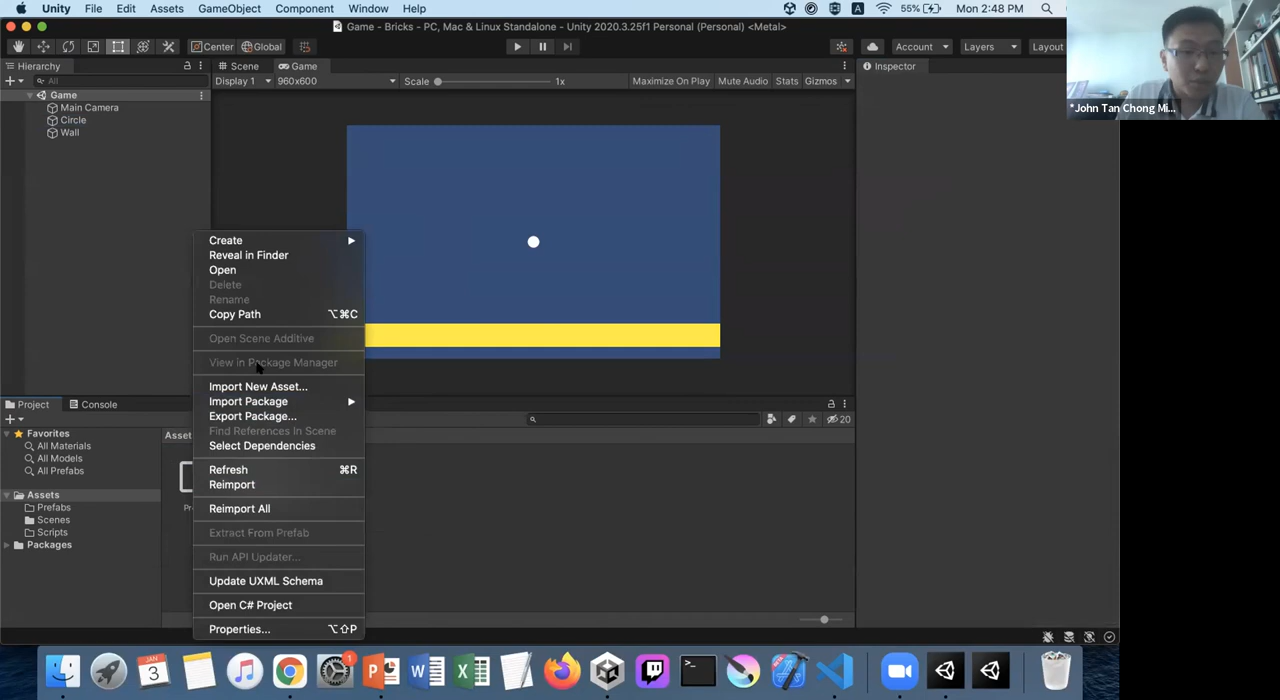 Unity File Edit Assets GameObject Component Window Help A 55% Mon 2:48 PM
Game - Bricks - PC, Mac & Linux Standalone - Unity 2020.3.25f1 Personal (Personal) <Metal>
Center Global Account Layers Layout
Hierarchy Scene Game Inspector
All Display 1 960x600 Scale 1x Maximize On Play Mute Audio Stats Gizmos
*John Tan Chong Mi...
Game
Main Camera
Circle
Wall
Create
Reveal in Finder
Open
Delete
Rename
Copy Path ⌥⌘C
Open Scene Additive
View in Package Manager
Import New Asset...
Import Package
Export Package...
Find References In Scene
Select Dependencies
Refresh ⌘R
Reimport
Reimport All
Extract From Prefab
Run API Updater...
Update UXML Schema
Open C# Project
Properties... ⌥⇧P
Project Console
20
Favorites
All Materials
All Models
All Prefabs
Assets
Prefabs
Scenes
Scripts
Packages
Asset
Pr
JAN
3
1